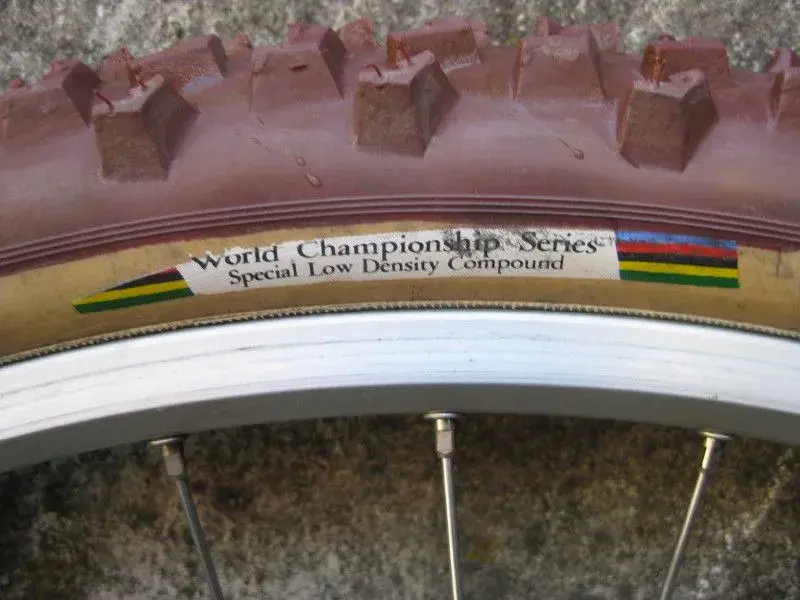 World Championship Series
Special Low Density Compound